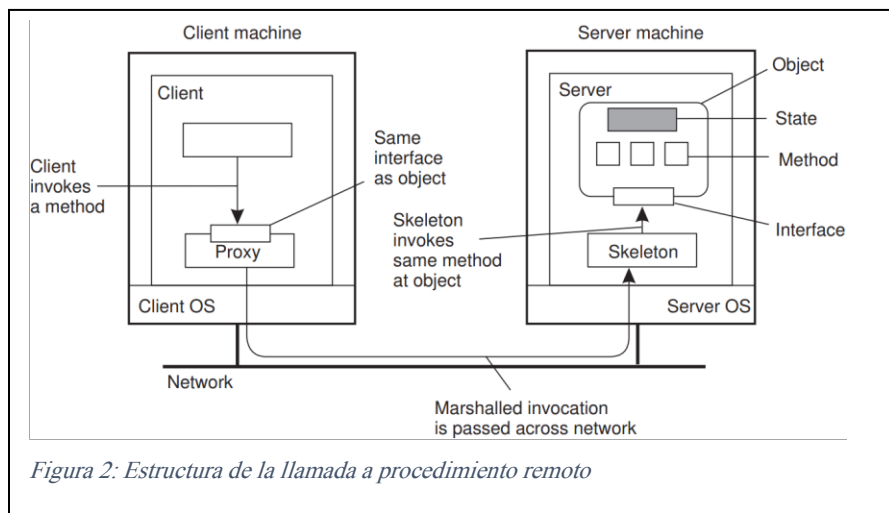 Client machine
Server machine
Client
Server
Object
State
Method
Interface
Client
invokes
a method
Same
interface
as object
Proxy
Skeleton
invokes
same method
at object
Skeleton
Client OS
Server OS
Network
Marshalled invocation
is passed across network
Figura 2: Estructura de la llamada a procedimiento remoto